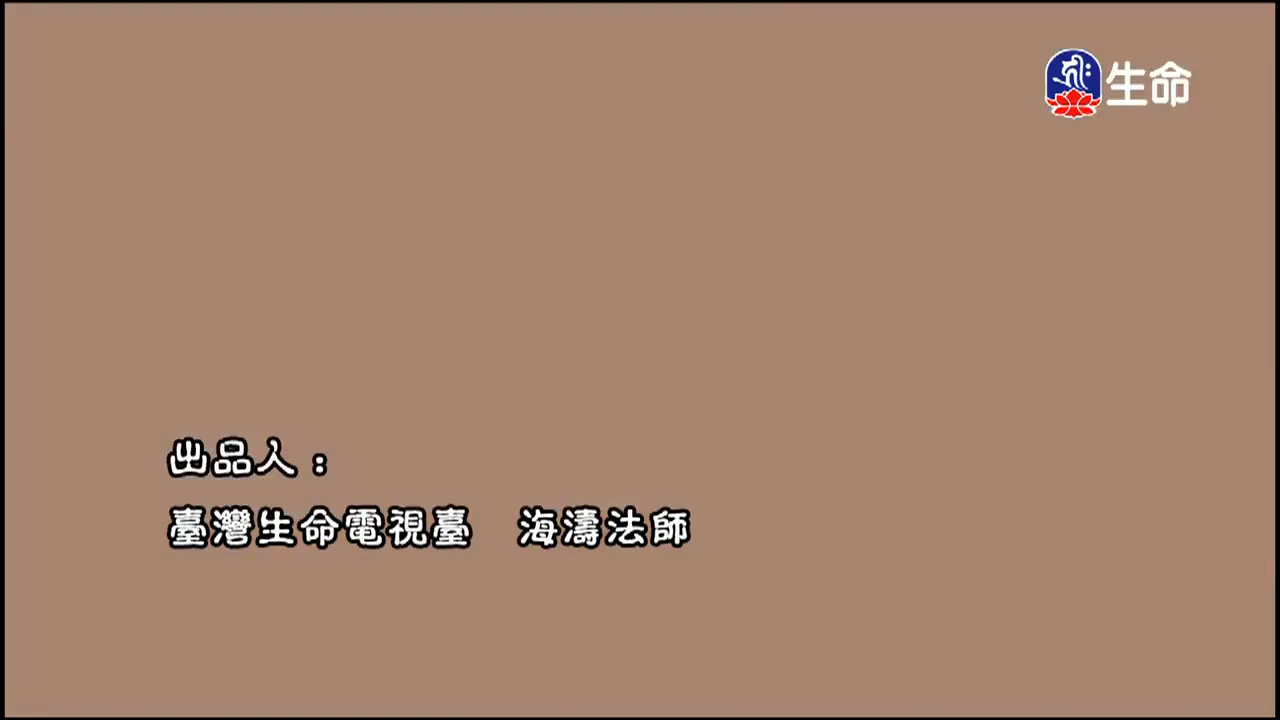 生命
出品人：
臺灣生命電視臺　海濤法師